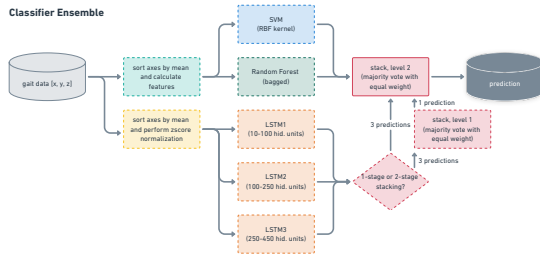 Classifier Ensemble
SVM
(RBF kernel)
gait data [x, y, z]
sort axes by mean
and calculate
features
Random Forest
(bagged)
stack, level 2
(majority vote with
equal weight)
prediction
1 prediction
sort axes by mean
and perform zscore
normalization
LSTM1
(10-100 hid. units)
3 predictions
stack, level 1
(majority vote with
equal weight)
3 predictions
LSTM2
(100-250 hid. units)
1-stage or 2-stage
stacking?
LSTM3
(250-450 hid. units)